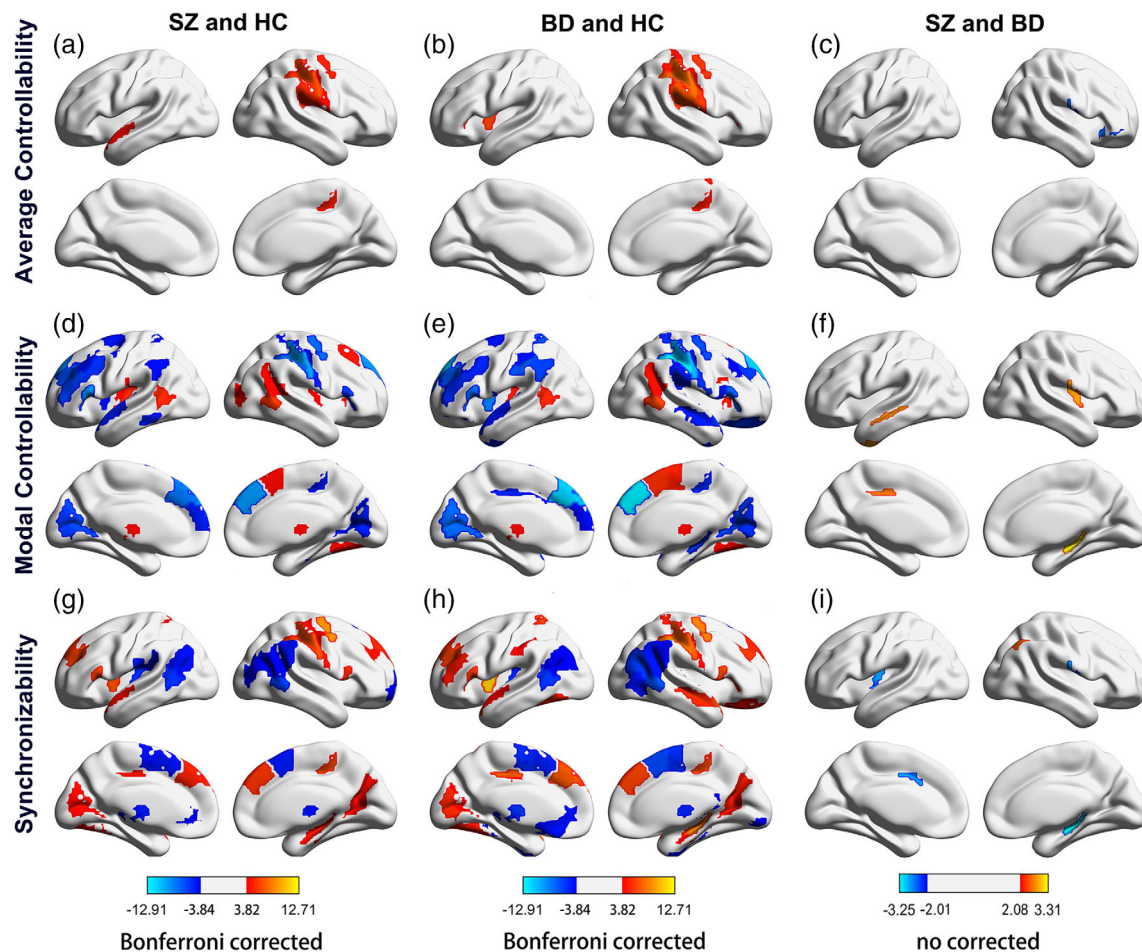 SZ and HC
BD and HC
SZ and BD
Average Controllability
(a)
(b)
(c)
Modal Controllability
(d)
(e)
(f)
Synchronizability
(g)
(h)
(i)
-12.91 -3.84 3.82 12.71
-12.91 -3.84 3.82 12.71
-3.25 -2.01 2.08 3.31
Bonferroni corrected
Bonferroni corrected
no corrected